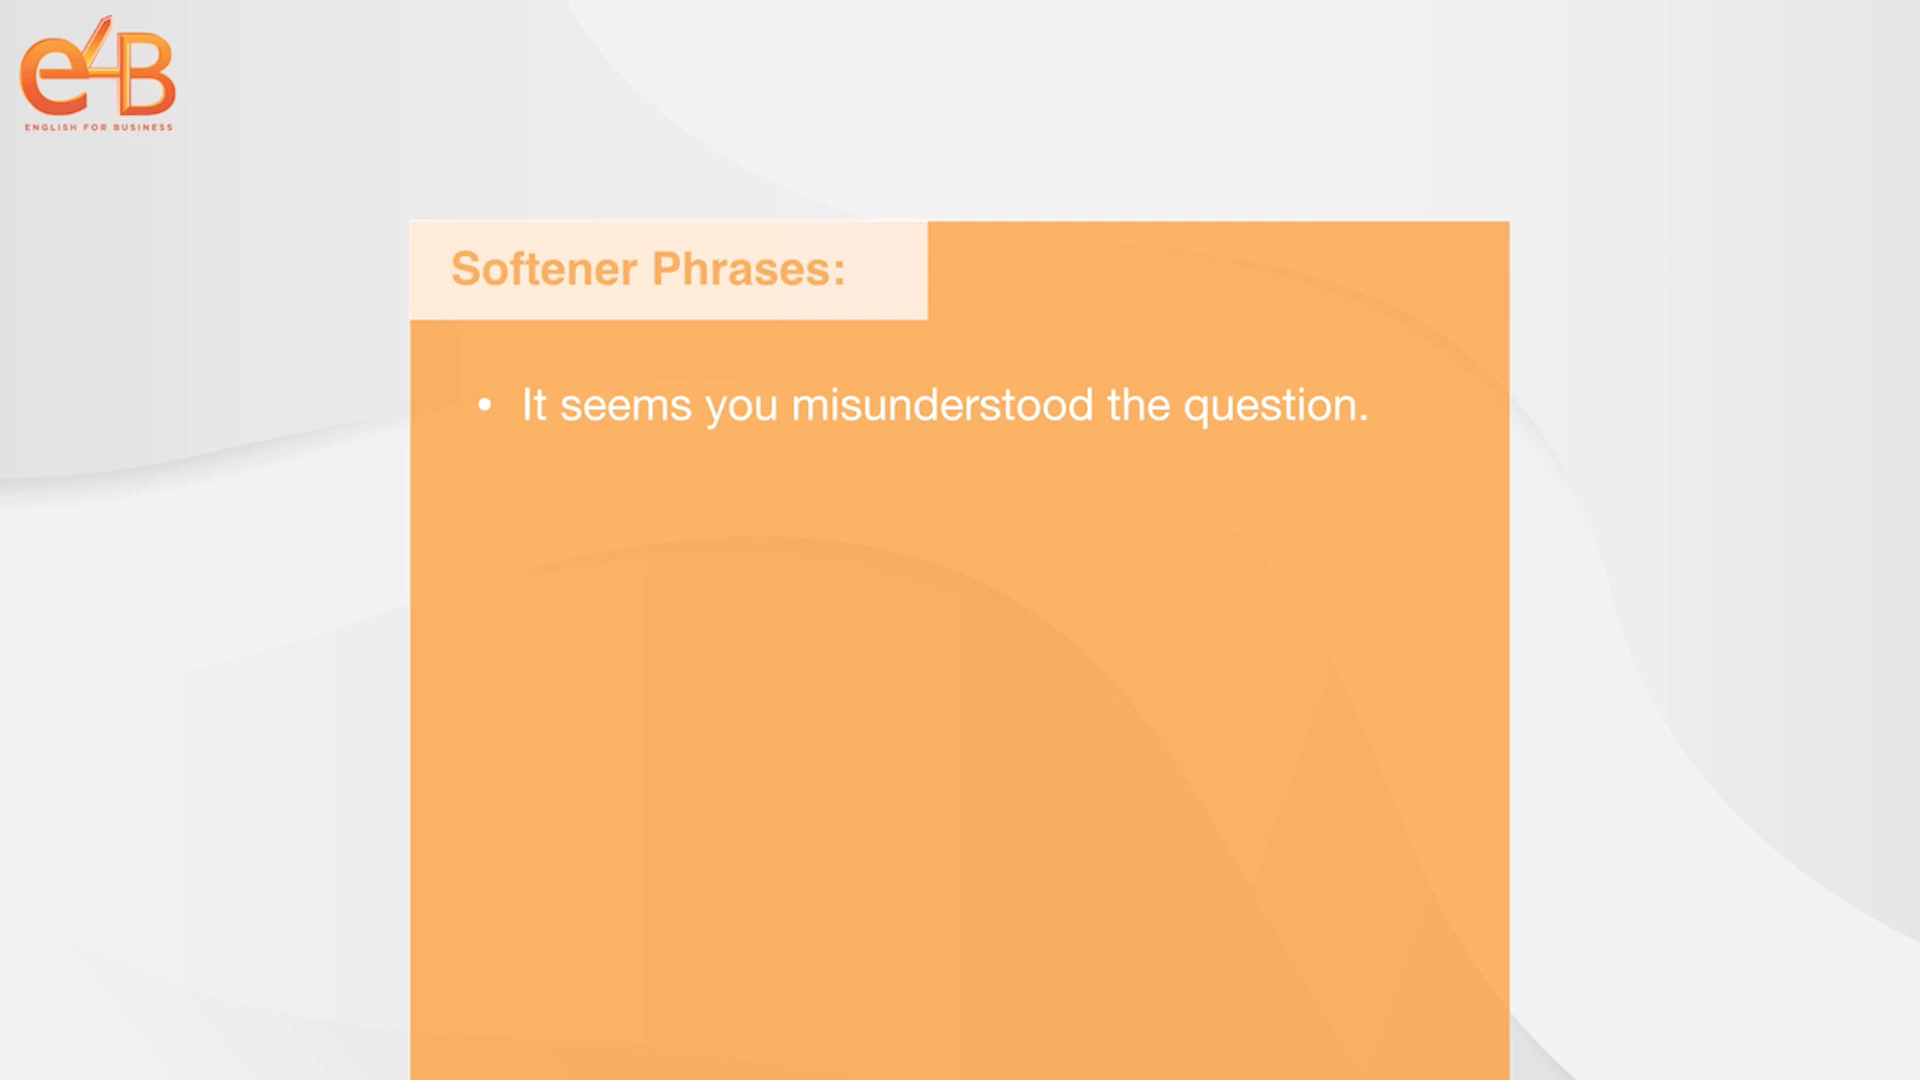 e4B
ENGLISH FOR BUSINESS
Softener Phrases:
• It seems you misunderstood the question.